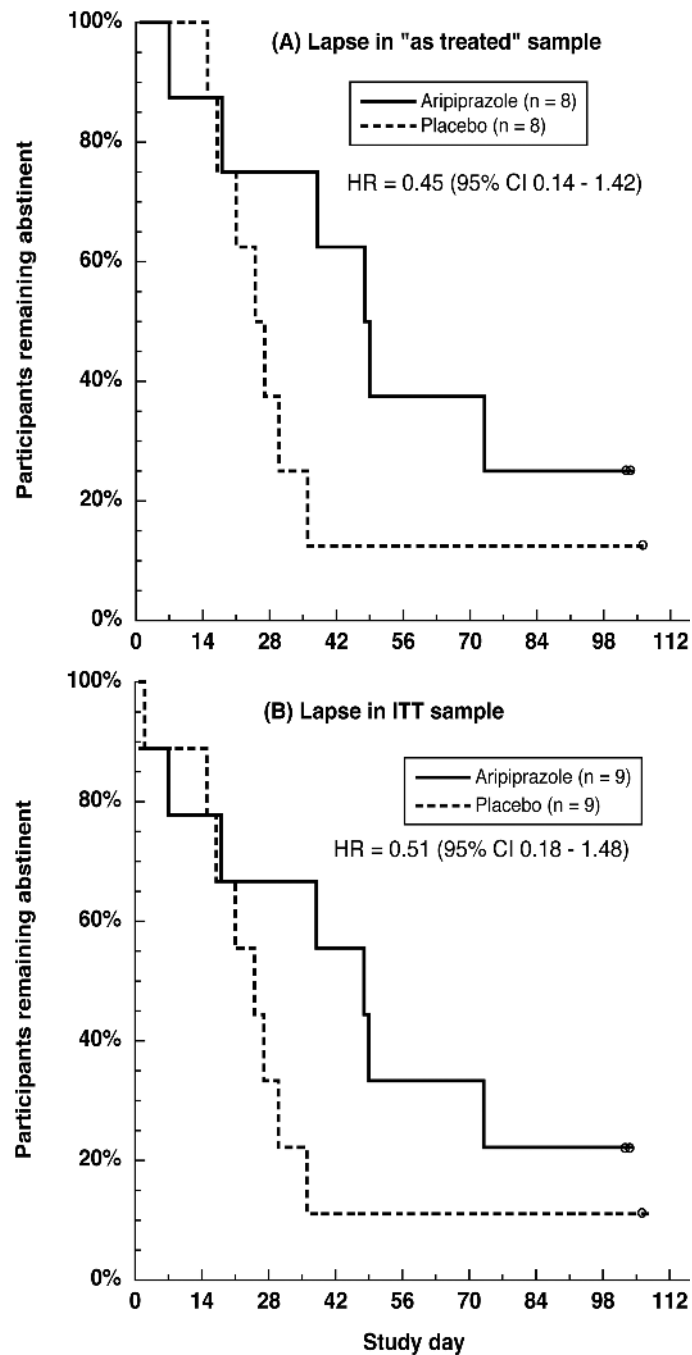 (A) Lapse in "as treated" sample
Aripiprazole (n = 8)
Placebo (n = 8)
HR = 0.45 (95% CI 0.14 - 1.42)
Participants remaining abstinent
100%
80%
60%
40%
20%
0%
0 14 28 42 56 70 84 98 112
(B) Lapse in ITT sample
Aripiprazole (n = 9)
Placebo (n = 9)
HR = 0.51 (95% CI 0.18 - 1.48)
Participants remaining abstinent
100%
80%
60%
40%
20%
0%
0 14 28 42 56 70 84 98 112
Study day